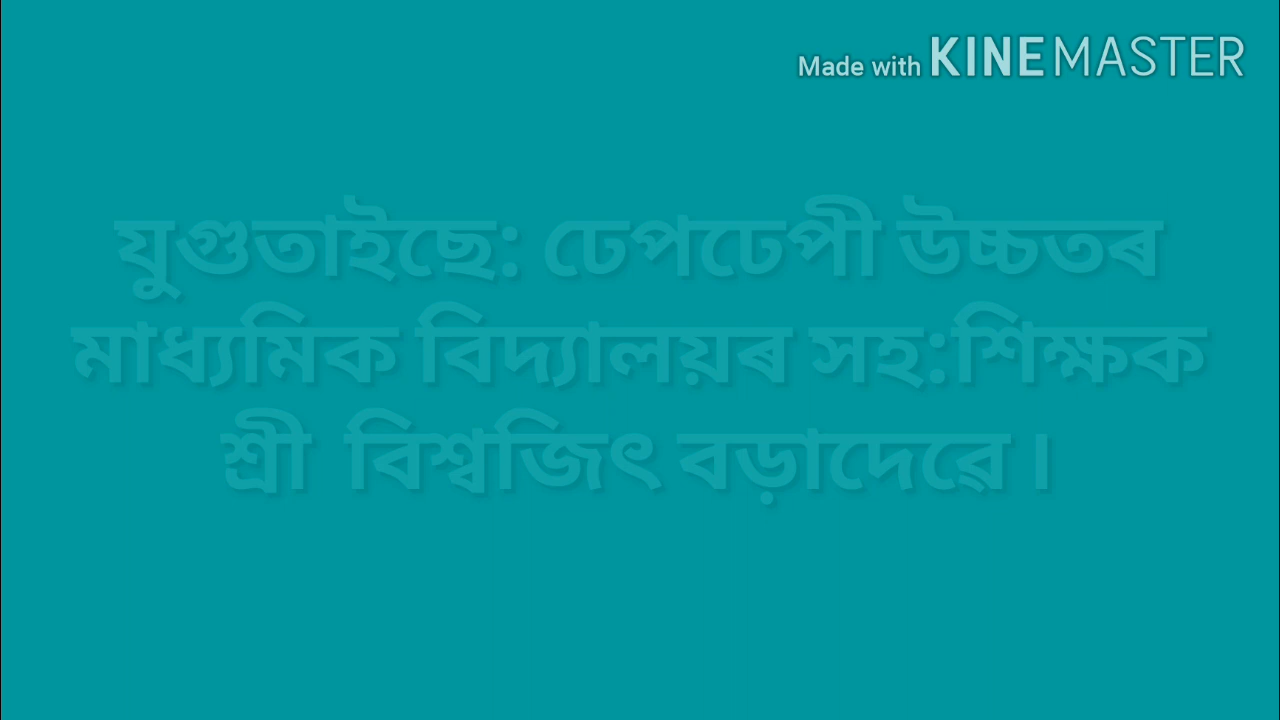 Made with KINEMASTER
যুগুতাইছে: ঢেপঢেপী উচ্চতৰ
মাধ্যমিক বিদ্যালয়ৰ সহ:শিক্ষক
শ্ৰী বিশ্বজিৎ বড়াদেৱে।